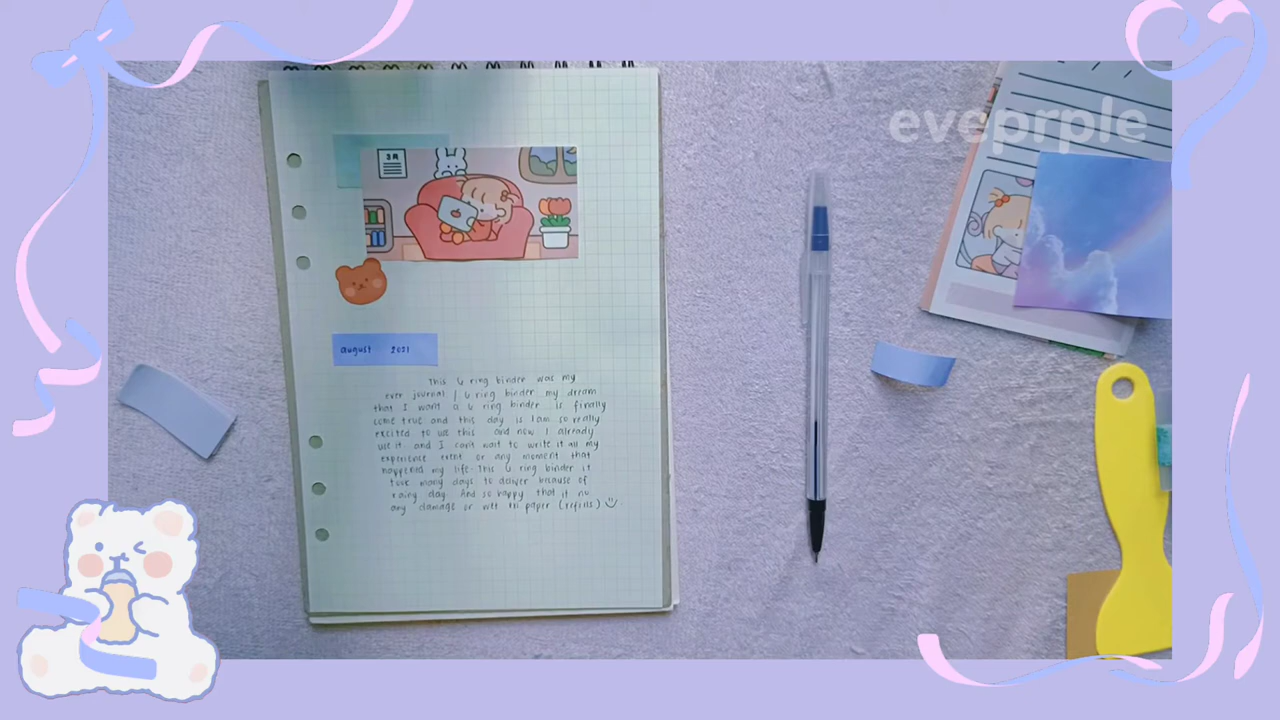 eveprple
august 2021
This 6 ring binder was my
ever journal / 6 ring binder my dream
that I want a 6 ring binder is finally
come true and this day is I am so really
excited to use this and now I already
use it and I can't wait to write it all my
experience event or any moment that
happened my life. This 6 ring binder it
took many days to deliver because of
rainy day. And so happy that it no
any damage or wet paper (refills)